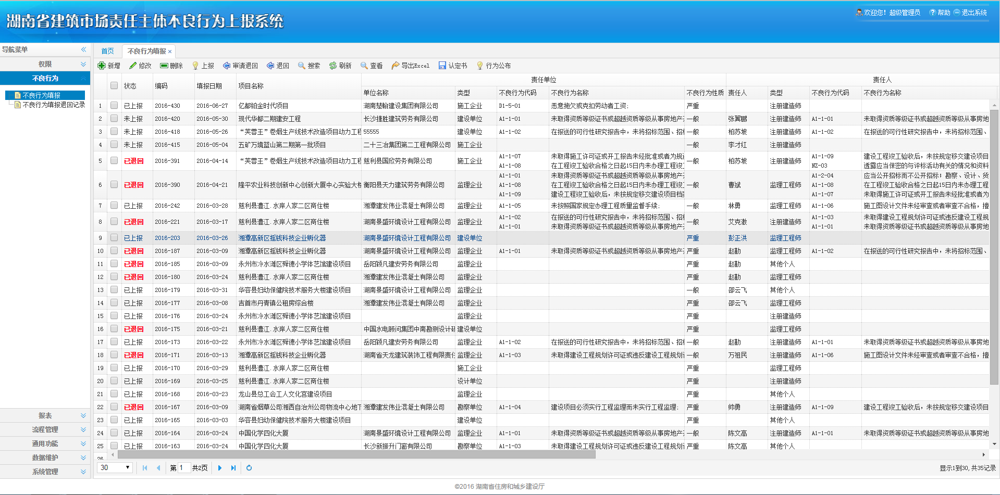 湖南省建筑市场责任主体不良行为上报系统
欢迎您! 超级管理员 帮助 退出系统
导航菜单
权限
不良行为
不良行为填报
不良行为填报退回记录
报表
流程管理
通用功能
数据维护
系统管理
首页 不良行为填报
新增 修改 删除 上报 审请退回 退回 搜索 刷新 查看 导出Excel 认定书 行为公布
状态 编码 填报日期 项目名称 责任单位 责任人
单位名称 类型 不良行为代码 不良行为名称 不良行为性质 责任人 类型 不良行为代码 不良行为名称
1 已上报 2016-430 2016-06-27 亿都铂金时代项目 湖南楚翰建设集团有限公司 施工企业 D1-5-01 恶意拖欠或克扣劳动者工资; 严重 注册建造师
2 未上报 2016-420 2016-05-30 现代华都二期建安工程 长沙捷胜建筑劳务有限公司 建设单位 A1-1-01 未取得资质等级证书或超越资质等级从事房地产 一般 张翼鹏 注册建造师 A1-1-01 未取得资质等级证书或超越资质等级从事房地
3 未上报 2016-418 2016-05-26 “芙蓉王”卷烟生产线技术改造项目动力工程 55555 建设单位 A1-1-02 在报送的可行性研究报告中，未将招标范围、招标 一般 柏苏坡 注册建造师 A1-1-02 在报送的可行性研究报告中，未将招标范围、
4 未上报 2016-415 2016-05-04 五矿万境蓝山第二期第一批项目 二十三冶集团第二工程有限公司 施工企业 一般 李才红 注册建造师
5 已退回 2016-391 2016-04-14 “芙蓉王”卷烟生产线技术改造项目动力工程 慈利县国欣劳务有限公司 施工企业 A1-1-07 未取得施工许可证或开工报告未经批准或者为规 一般 柏苏坡 注册建造师 A1-1-09 建设工程竣工验收后，未按规定移交建设项目
A1-1-08 在工程竣工验收合格之日起15日内未办理工程竣工 NZ-03 透露应当保密的与评标活动有关的情况和资料
6 已退回 2016-390 2016-04-21 隆平农业科技创新中心创新大厦中心实验大楼 衡阳县天力建筑劳务有限公司 监理企业 A1-1-01 未取得资质等级证书或超越资质等级从事房地产 一般 曹斌 监理工程师 A1-2-04 应当公开招标而不公开招标；勘察、设计、货
A1-1-08 在工程竣工验收合格之日起15日内未办理工程竣工 A1-1-08 在工程竣工验收合格之日起15日内未办理工程
A1-1-09 建设工程竣工验收后，未按规定移交建设项目档 A1-1-07 未取得施工许可证或开工报告未经批准或者为
7 已上报 2016-242 2016-03-28 慈利县澧江.水岸人家二区商住楼 湘潭建发伟业混凝土有限公司 监理企业 A1-1-05 未按照国家规定办理工程质量监督手续; 一般 林勇 监理工程师 A1-1-06 施工图设计文件未经审查或者审查不合格，擅
8 已退回 2016-221 2016-03-17 慈利县澧江.水岸人家二区商住楼 湖南景盛环境设计工程有限公司 监理企业 A1-1-02 在报送的可行性研究报告中，未将招标范围、招标 一般 艾克激 注册建造师 A1-1-03 未取得建设工程规划许可证或违反建设工程规
A1-1-01 未取得资质等级证书或超越资质等级从事房地产 A1-1-01 未取得资质等级证书或超越资质等级从事房地
9 已上报 2016-203 2016-03-26 湘潭高新区摇钱科技企业孵化器 湖南景盛环境设计工程有限公司 建设单位 严重 彭正洪 监理工程师
10 已退回 2016-187 2016-03-09 湘潭高新区摇钱科技企业孵化器 湖南景盛环境设计工程有限公司 监理企业 A1-1-01 未取得资质等级证书或超越资质等级从事房地产 严重 赵勤 监理工程师 A1-1-02 在报送的可行性研究报告中，未将招标范围、
11 已退回 2016-185 2016-03-09 永州市冷水滩区舜德小学体艺馆建设项目 岳阳颖凡建安劳务有限公司 监理企业 严重 赵勤 其他个人
12 已退回 2016-180 2016-03-24 慈利县澧江.水岸人家二区商住楼 湘潭建发伟业混凝土有限公司 监理企业 严重 赵勤 监理工程师
13 已上报 2016-179 2016-03-31 华容县妇幼保健院技术服务大楼建设项目 湖南景盛环境设计工程有限公司 监理企业 一般 邵云飞 其他个人
14 已上报 2016-177 2016-03-08 吉首市丹青镇公租房综合楼 湘潭建发伟业混凝土有限公司 监理企业 严重 邵云飞 监理工程师
15 已上报 2016-176 2016-03-24 永州市冷水滩区舜德小学体艺馆建设项目 监理企业 严重 注册建造师
16 已退回 2016-175 2016-03-21 慈利县澧江.水岸人家二区商住楼 中国水电顾问集团中南勘测设计研 建设单位 严重 监理工程师
17 已上报 2016-173 2016-03-22 永州市冷水滩区舜德小学体艺馆建设项目 岳阳颖凡建安劳务有限公司 监理企业 A1-1-02 在报送的可行性研究报告中，未将招标范围、招标 一般 赵勤 注册建造师 A1-1-01 未取得资质等级证书或超越资质等级从事房地
18 已退回 2016-171 2016-03-13 湘潭高新区摇钱科技企业孵化器 湖南省天龙建筑装饰工程有限责任 监理企业 A1-1-03 未取得建设工程规划许可证或违反建设工程规划 一般 万祖民 注册建造师 A1-1-06 施工图设计文件未经审查或者审查不合格，擅
19 已上报 2016-170 2016-03-29 慈利县澧江.水岸人家二区商住楼 施工企业 严重 监理工程师
20 已上报 2016-169 2016-03-25 慈利县澧江.水岸人家二区商住楼 设计单位 严重 注册建造师
21 已上报 2016-168 2016-03-23 龙山县总工会工人文化宫建设项目 监理企业 严重 其他个人
22 已退回 2016-167 2016-03-09 湖南省烟草公司湘西自治州公司物流中心地下 湘潭建发伟业混凝土有限公司 勘察单位 A1-1-04 建设项目必须实行工程监理而未实行工程监理; 严重 帅勇 注册建造师 A1-1-09 建设工程竣工验收后，未按规定移交建设项目
23 已上报 2016-165 2016-03-03 华容县妇幼保健院技术服务大楼建设项目 建设单位 严重 其他个人
24 已上报 2016-164 2016-03-24 中国化学四化大厦 湖南景盛环境设计工程有限公司 监理企业 A1-1-01 未取得资质等级证书或超越资质等级从事房地产 一般 陈文高 注册建造师 A1-1-01 未取得资质等级证书或超越资质等级从事房地
25 已上报 2016-163 2016-03-24 中国化学四化大厦 长沙新振升门窗有限公司 勘察单位 A1-1-03 未取得建设工程规划许可证或违反建设工程规划 严重 陈文高 其他个人
26
30 第 1 共2页 显示1到30, 共35记录
©2016 湖南省住房和城乡建设厅